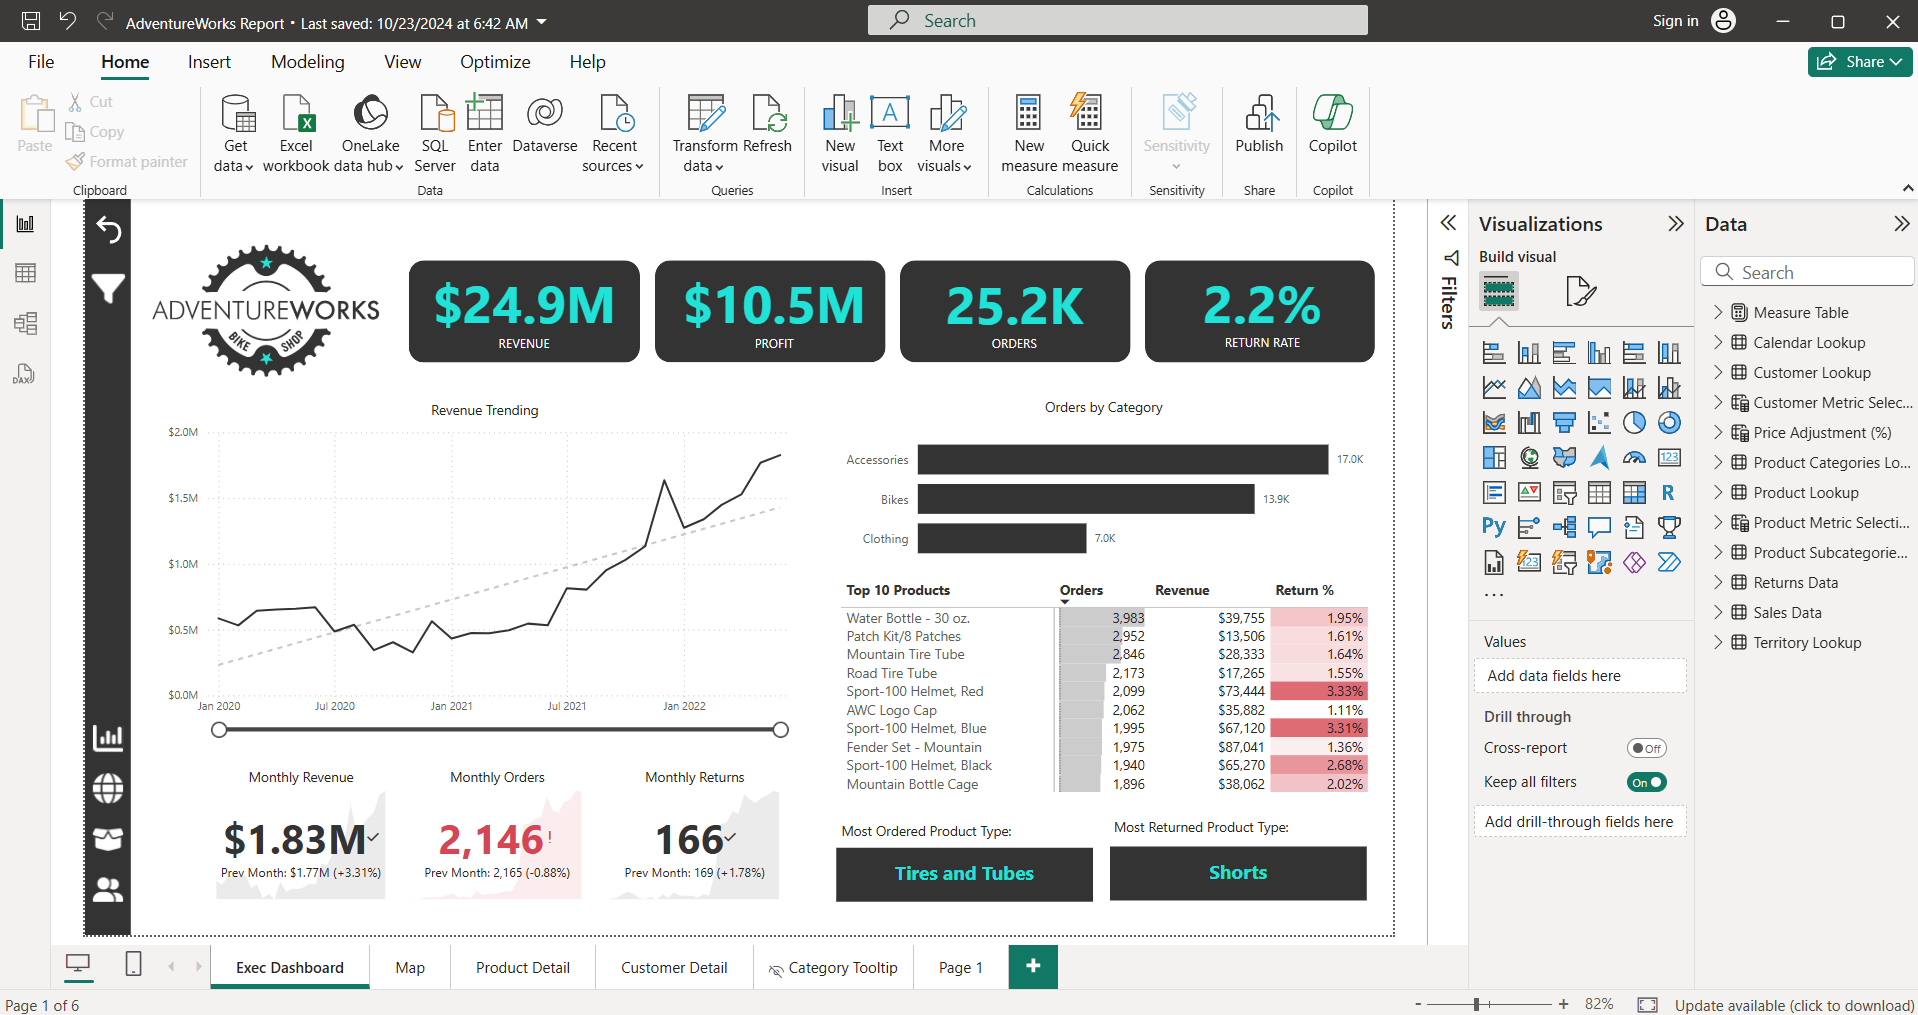 AdventureWorks Report • Last saved: 10/23/2024 at 6:42 AM
Search
Sign in
File
Home
Insert
Modeling
View
Optimize
Help
Share
Paste
Cut
Copy
Format painter
Clipboard
Get data
Excel workbook
OneLake data hub
SQL Server
Enter data
Dataverse
Recent sources
Data
Transform data
Refresh
Queries
New visual
Text box
More visuals
Insert
New measure
Quick measure
Calculations
Sensitivity
Sensitivity
Publish
Share
Copilot
Copilot
ADVENTUREWORKS
BIKE SHOP
$24.9M
REVENUE
$10.5M
PROFIT
25.2K
ORDERS
2.2%
RETURN RATE
Revenue Trending
$2.0M
$1.5M
$1.0M
$0.5M
$0.0M
Jan 2020
Jul 2020
Jan 2021
Jul 2021
Jan 2022
Orders by Category
Accessories 17.0K
Bikes 13.9K
Clothing 7.0K
Top 10 Products Orders Revenue Return %
Water Bottle - 30 oz. 3,983 $39,755 1.95%
Patch Kit/8 Patches 2,952 $13,506 1.61%
Mountain Tire Tube 2,846 $28,333 1.64%
Road Tire Tube 2,173 $17,265 1.55%
Sport-100 Helmet, Red 2,099 $73,444 3.33%
AWC Logo Cap 2,062 $35,882 1.11%
Sport-100 Helmet, Blue 1,995 $67,120 3.31%
Fender Set - Mountain 1,975 $87,041 1.36%
Sport-100 Helmet, Black 1,940 $65,270 2.68%
Mountain Bottle Cage 1,896 $38,062 2.02%
Monthly Revenue
$1.83M
Prev Month: $1.77M (+3.31%)
Monthly Orders
2,146!
Prev Month: 2,165 (-0.88%)
Monthly Returns
166
Prev Month: 169 (+1.78%)
Most Ordered Product Type:
Tires and Tubes
Most Returned Product Type:
Shorts
Filters
Visualizations
Build visual
123
R
Py
123
...
Values
Add data fields here
Drill through
Cross-report
Off
Keep all filters
On
Add drill-through fields here
Data
Search
Measure Table
Calendar Lookup
Customer Lookup
Customer Metric Selec...
Price Adjustment (%)
Product Categories Lo...
Product Lookup
Product Metric Selecti...
Product Subcategorie...
Returns Data
Sales Data
Territory Lookup
DAX
Exec Dashboard
Map
Product Detail
Customer Detail
Category Tooltip
Page 1
+
Page 1 of 6
- + 82%
Update available (click to download)